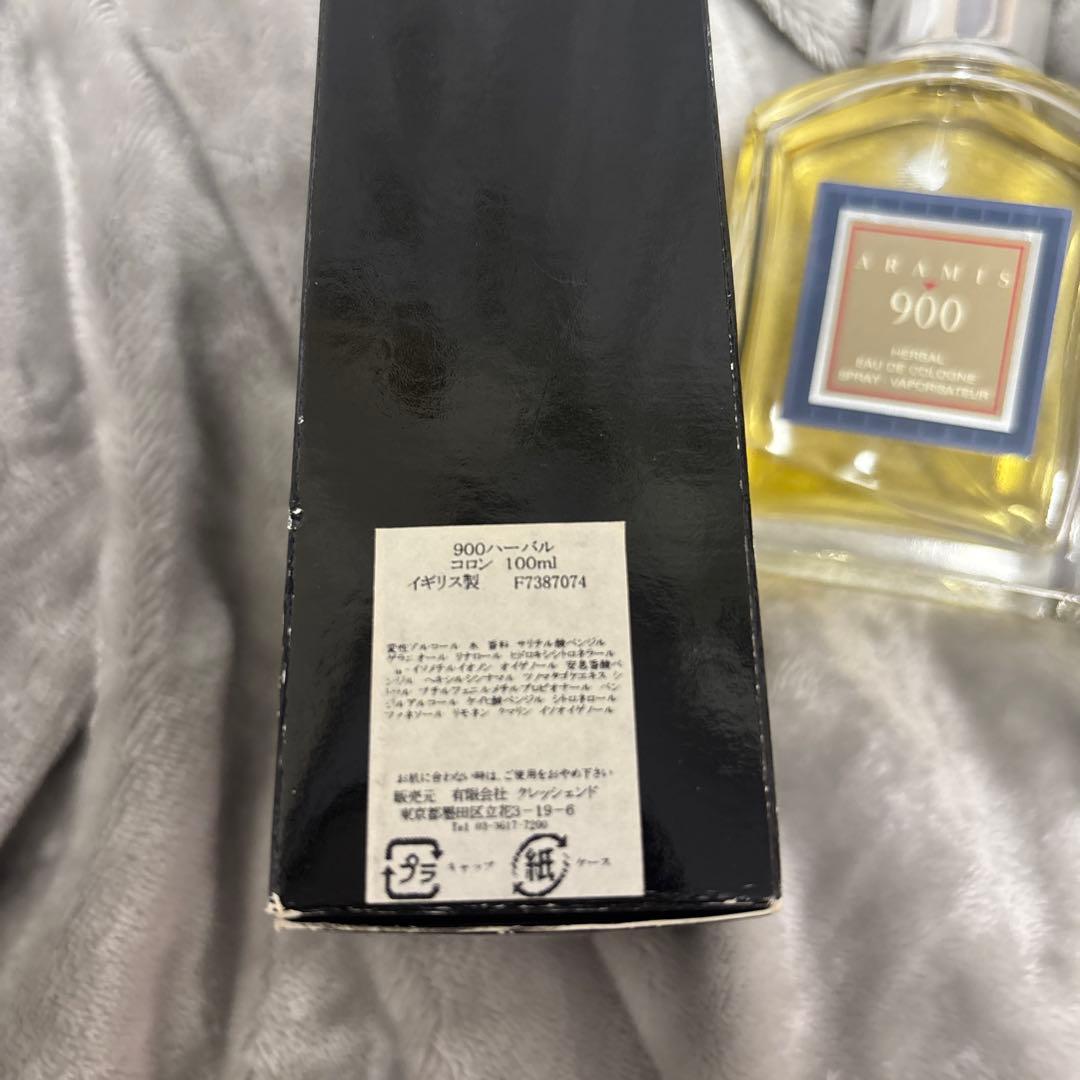 900ハーバル
コロン 100ml
イギリス製 F7387074
変性アルコール 水 香料 サリチル酸ベンジル
ゲラニオール リナロール ヒドロキシシトロネラール
α-イソメチルイオノン オイゲノール 安息香酸ベ
ンジル ヘキシルシンナマル ツノマタゴケエキス シ
トラール ブチルフェニルメチルプロピオナール ベン
ジルアルコール ケイ皮酸ベンジル シトロネロール
ファネソール リモネン クマリン イソオイゲノール
お肌に合わない時は、ご使用をおやめ下さい
販売元 有限会社 クレッシェンド
東京都墨田区立花3-19-6
Tel 03-3617-7200
プラ キャップ 紙 ケース
ARAMIS
900
HERBAL
EAU DE COLOGNE
SPRAY VAPORISATEUR